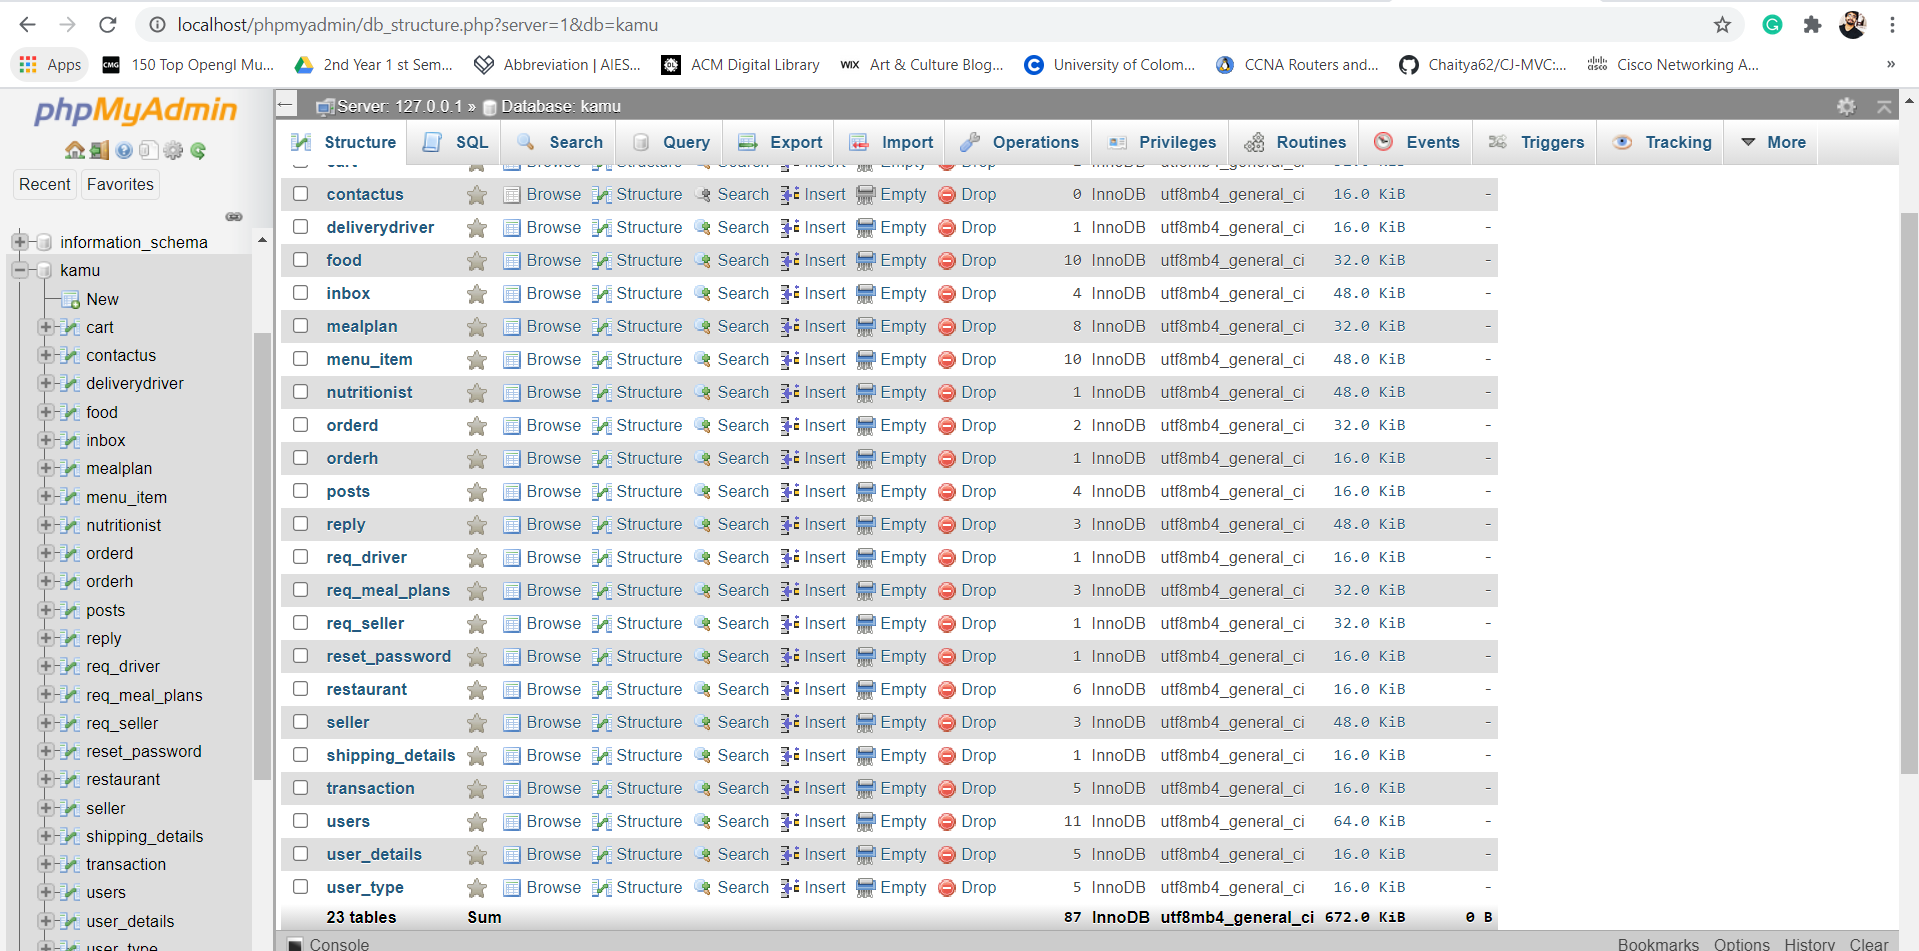 localhost/phpmyadmin/db_structure.php?server=1&db=kamu
Apps 150 Top Opengl Mu... 2nd Year 1 st Sem... Abbreviation | AIES... ACM Digital Library WIX Art & Culture Blog... University of Colom... CCNA Routers and... Chaitya62/CJ-MVC:... Cisco Networking A... »
phpMyAdmin
Recent Favorites
information_schema
kamu
New
cart
contactus
deliverydriver
food
inbox
mealplan
menu_item
nutritionist
orderd
orderh
posts
reply
req_driver
req_meal_plans
req_seller
reset_password
restaurant
seller
shipping_details
transaction
users
user_details
user_type
Server: 127.0.0.1 » Database: kamu
Structure SQL Search Query Export Import Operations Privileges Routines Events Triggers Tracking More
contactus Browse Structure Search Insert Empty Drop 0 InnoDB utf8mb4_general_ci 16.0 KiB -
deliverydriver Browse Structure Search Insert Empty Drop 1 InnoDB utf8mb4_general_ci 16.0 KiB -
food Browse Structure Search Insert Empty Drop 10 InnoDB utf8mb4_general_ci 32.0 KiB -
inbox Browse Structure Search Insert Empty Drop 4 InnoDB utf8mb4_general_ci 48.0 KiB -
mealplan Browse Structure Search Insert Empty Drop 8 InnoDB utf8mb4_general_ci 32.0 KiB -
menu_item Browse Structure Search Insert Empty Drop 10 InnoDB utf8mb4_general_ci 48.0 KiB -
nutritionist Browse Structure Search Insert Empty Drop 1 InnoDB utf8mb4_general_ci 48.0 KiB -
orderd Browse Structure Search Insert Empty Drop 2 InnoDB utf8mb4_general_ci 32.0 KiB -
orderh Browse Structure Search Insert Empty Drop 1 InnoDB utf8mb4_general_ci 16.0 KiB -
posts Browse Structure Search Insert Empty Drop 4 InnoDB utf8mb4_general_ci 16.0 KiB -
reply Browse Structure Search Insert Empty Drop 3 InnoDB utf8mb4_general_ci 48.0 KiB -
req_driver Browse Structure Search Insert Empty Drop 1 InnoDB utf8mb4_general_ci 16.0 KiB -
req_meal_plans Browse Structure Search Insert Empty Drop 3 InnoDB utf8mb4_general_ci 32.0 KiB -
req_seller Browse Structure Search Insert Empty Drop 1 InnoDB utf8mb4_general_ci 32.0 KiB -
reset_password Browse Structure Search Insert Empty Drop 1 InnoDB utf8mb4_general_ci 16.0 KiB -
restaurant Browse Structure Search Insert Empty Drop 6 InnoDB utf8mb4_general_ci 16.0 KiB -
seller Browse Structure Search Insert Empty Drop 3 InnoDB utf8mb4_general_ci 48.0 KiB -
shipping_details Browse Structure Search Insert Empty Drop 1 InnoDB utf8mb4_general_ci 16.0 KiB -
transaction Browse Structure Search Insert Empty Drop 5 InnoDB utf8mb4_general_ci 16.0 KiB -
users Browse Structure Search Insert Empty Drop 11 InnoDB utf8mb4_general_ci 64.0 KiB -
user_details Browse Structure Search Insert Empty Drop 5 InnoDB utf8mb4_general_ci 16.0 KiB -
user_type Browse Structure Search Insert Empty Drop 5 InnoDB utf8mb4_general_ci 16.0 KiB -
23 tables Sum 87 InnoDB utf8mb4_general_ci 672.0 KiB 0 B
Console Bookmarks Options History Clear